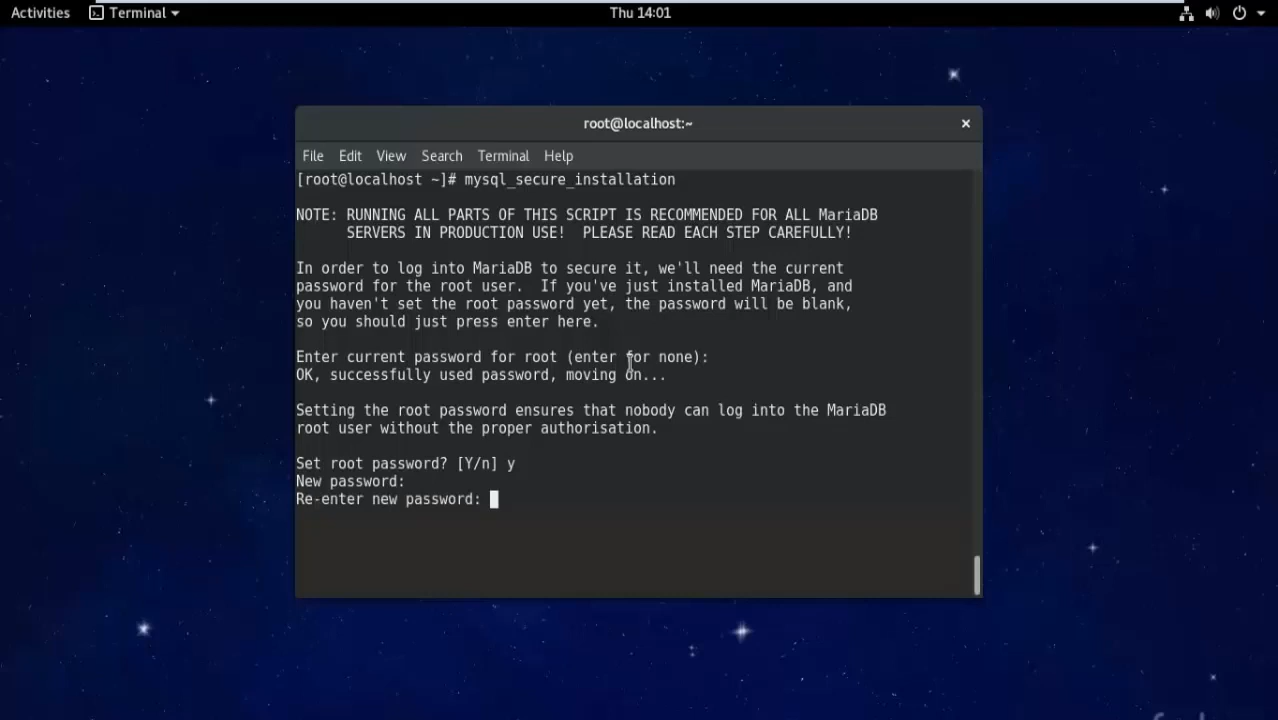 Activities Terminal Thu 14:01
root@localhost:~ ×
File Edit View Search Terminal Help
[root@localhost ~]# mysql_secure_installation
NOTE: RUNNING ALL PARTS OF THIS SCRIPT IS RECOMMENDED FOR ALL MariaDB
SERVERS IN PRODUCTION USE!  PLEASE READ EACH STEP CAREFULLY!
In order to log into MariaDB to secure it, we'll need the current
password for the root user.  If you've just installed MariaDB, and
you haven't set the root password yet, the password will be blank,
so you should just press enter here.
Enter current password for root (enter for none):
OK, successfully used password, moving on...
Setting the root password ensures that nobody can log into the MariaDB
root user without the proper authorisation.
Set root password? [Y/n] y
New password:
Re-enter new password: